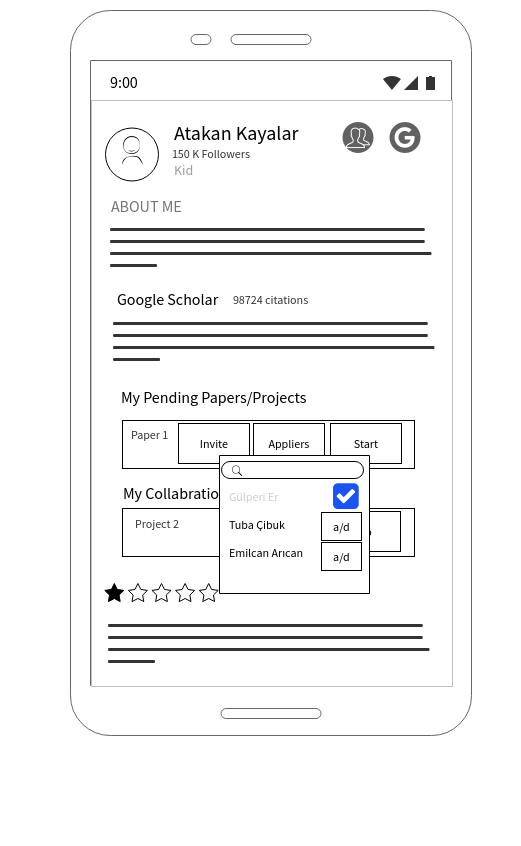 9:00
Atakan Kayalar
150 K Followers
Kid
G
ABOUT ME
Google Scholar 98724 citations
My Pending Papers/Projects
Paper 1 Invite Appliers Start
My Collabratio
Gülperi Er
Project 2
Tuba Çibuk a/d
Emilcan Arıcan a/d